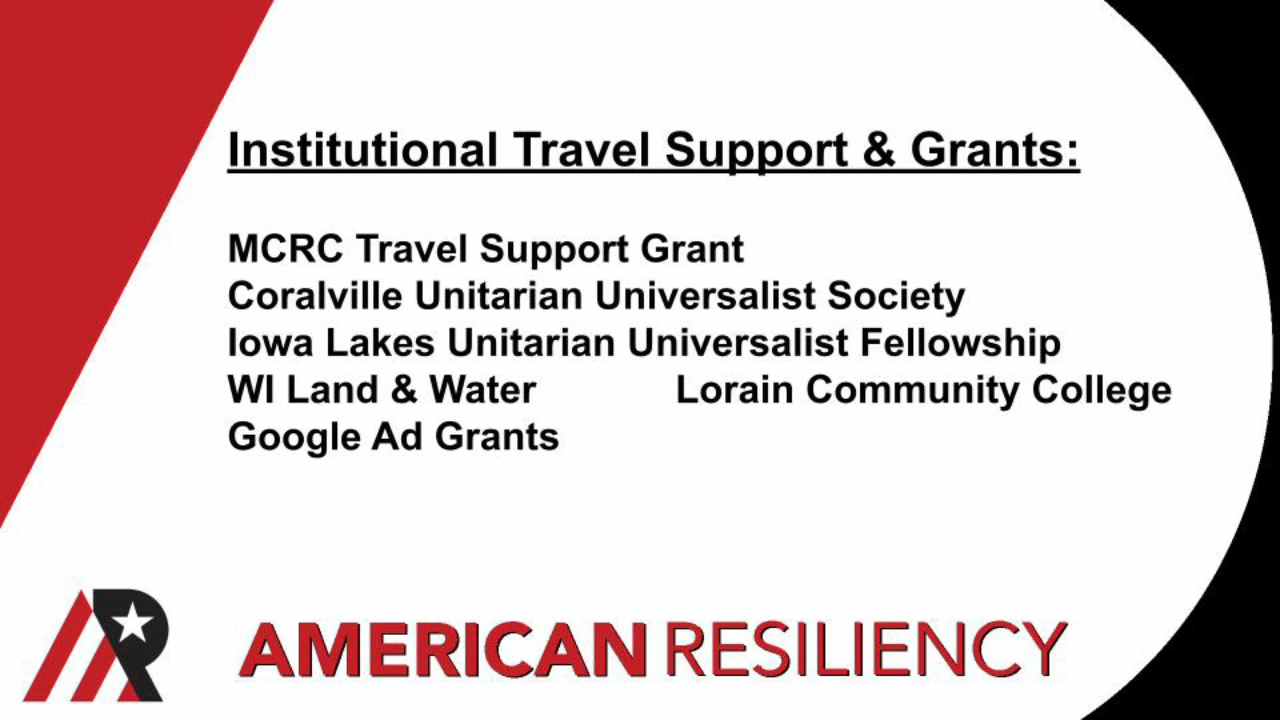 Institutional Travel Support & Grants:
MCRC Travel Support Grant
Coralville Unitarian Universalist Society
Iowa Lakes Unitarian Universalist Fellowship
WI Land & Water Lorain Community College
Google Ad Grants
AMERICAN RESILIENCY